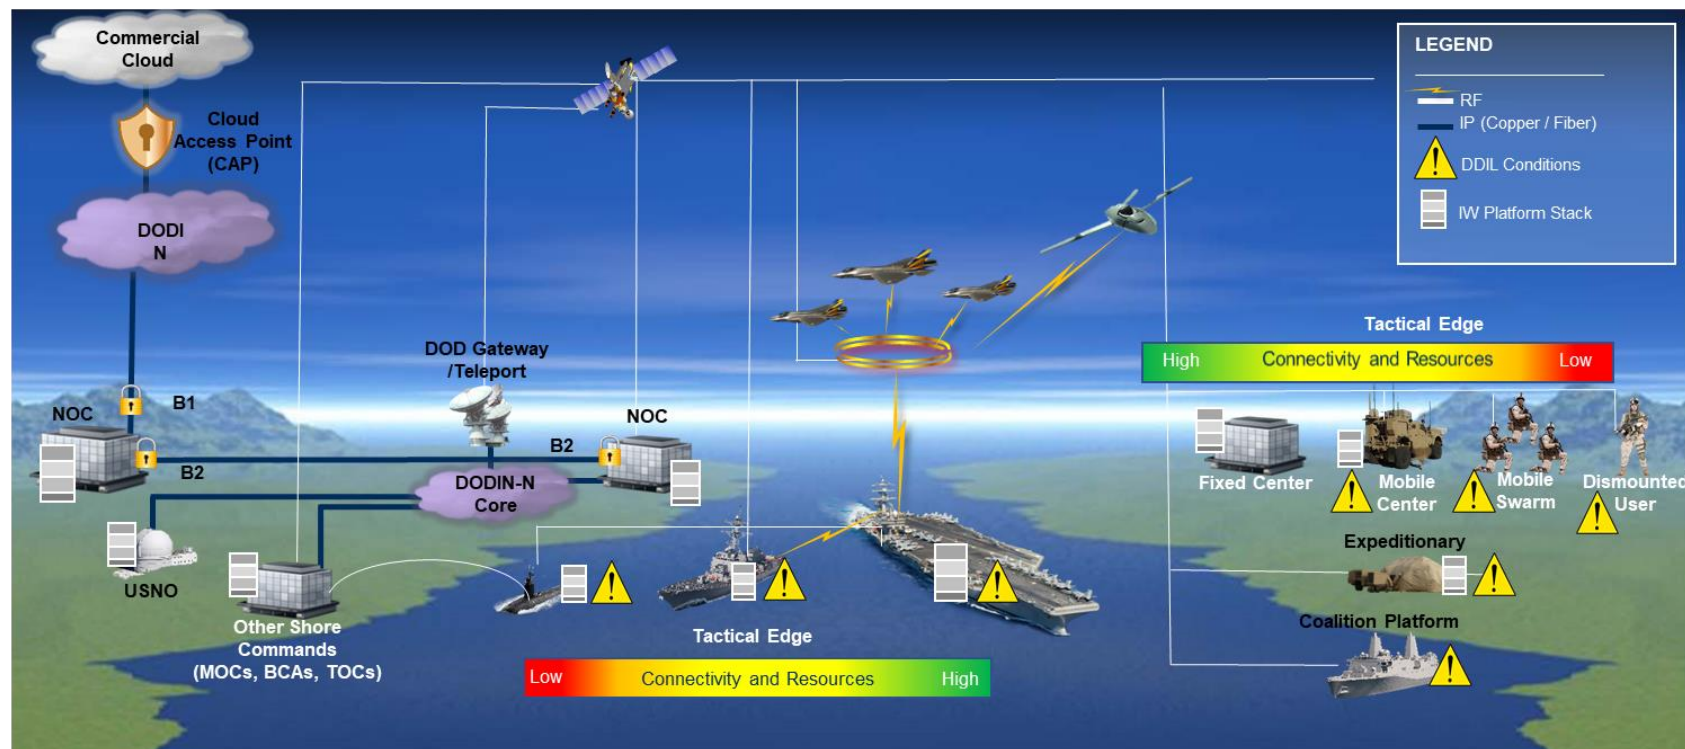 Commercial
Cloud
Cloud
Access Point
(CAP)
DODI
N
B1
NOC
B2
DOD Gateway
/Teleport
NOC
B2
DODIN-N
Core
USNO
Other Shore
Commands
(MOCs, BCAs, TOCs)
Tactical Edge
Low
Connectivity and Resources
High
LEGEND
RF
IP (Copper / Fiber)
DDIL Conditions
IW Platform Stack
Tactical Edge
High
Connectivity and Resources
Low
Fixed Center
Mobile
Center
Mobile
Swarm
Dismounted
User
Expeditionary
Coalition Platform